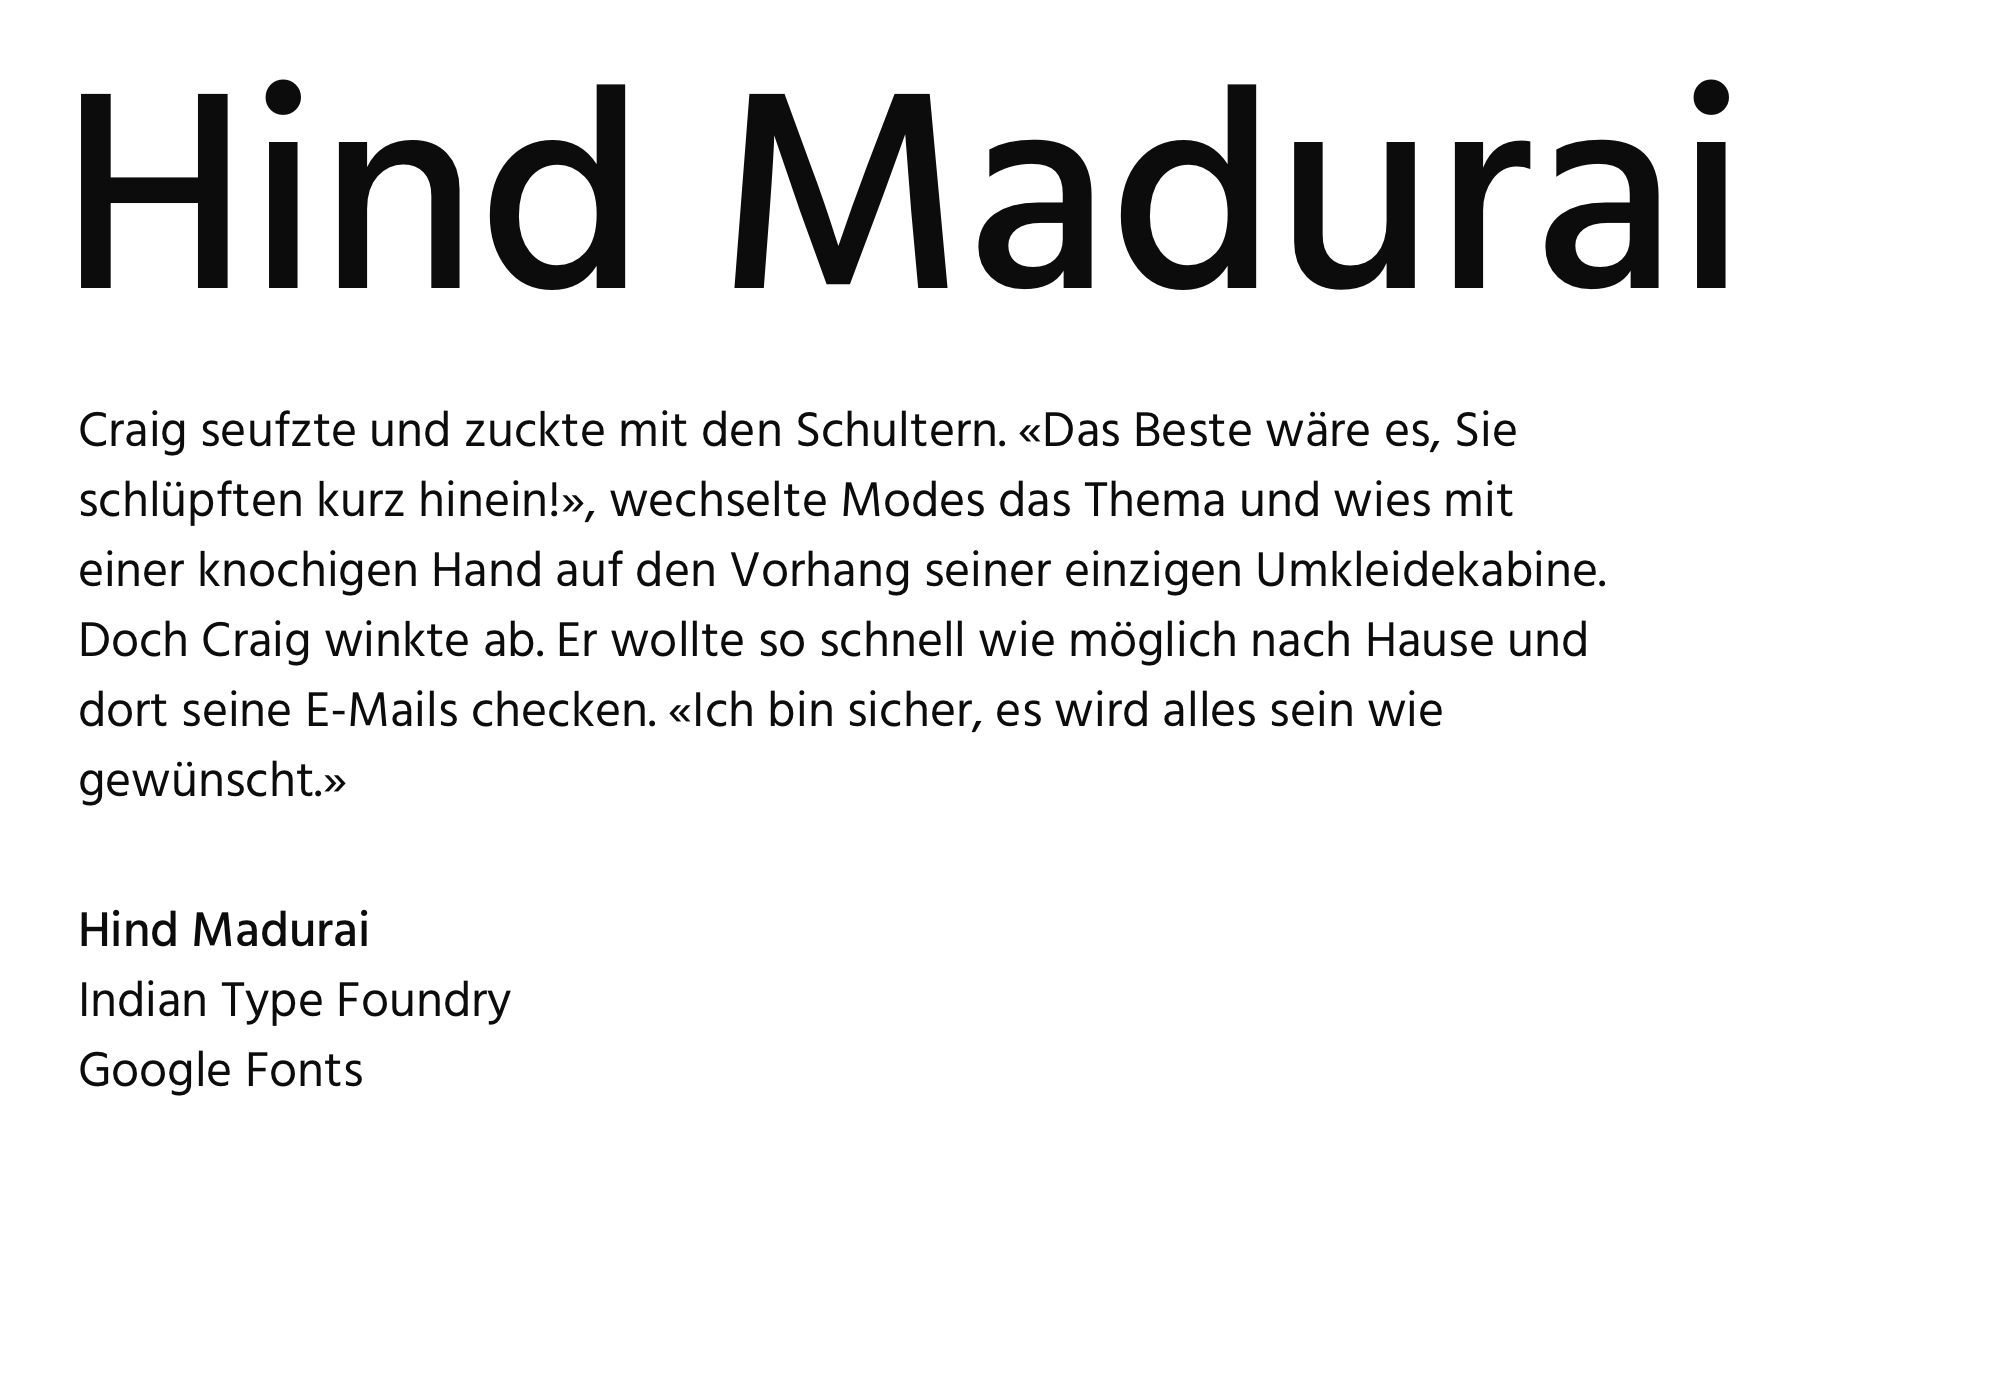 Hind Madurai
Craig seufzte und zuckte mit den Schultern. «Das Beste wäre es, Sie
schlüpften kurz hinein!», wechselte Modes das Thema und wies mit
einer knochigen Hand auf den Vorhang seiner einzigen Umkleidekabine.
Doch Craig winkte ab. Er wollte so schnell wie möglich nach Hause und
dort seine E-Mails checken. «Ich bin sicher, es wird alles sein wie
gewünscht.»
Hind Madurai
Indian Type Foundry
Google Fonts